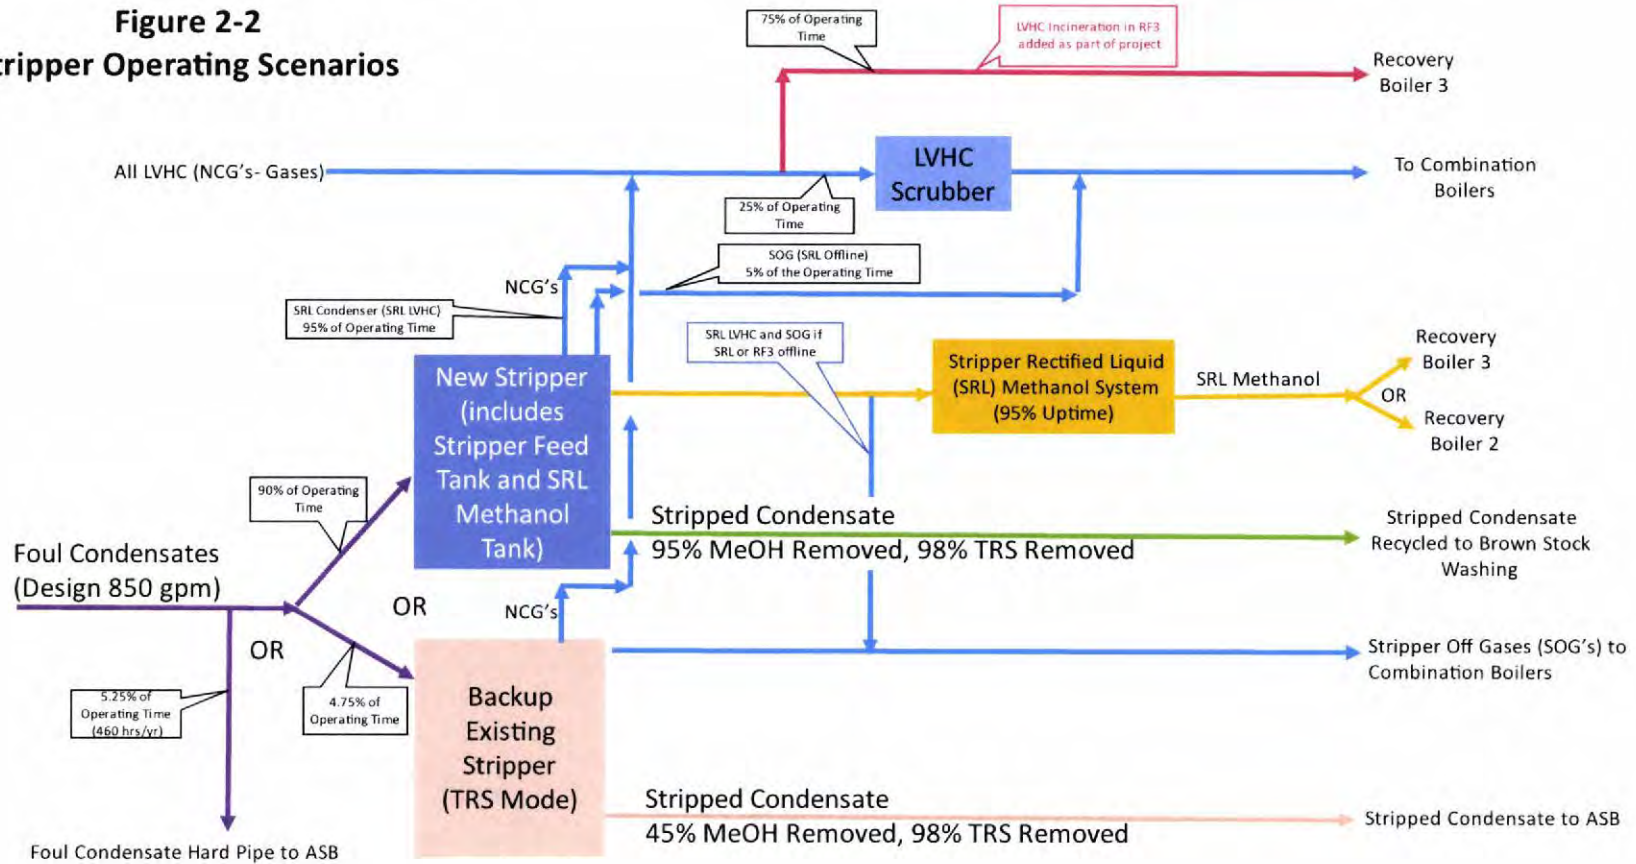 Figure 2-2
tripper Operating Scenarios
75% of Operating
Time
LVHC Incineration in RF3
added as part of project
Recovery
Boiler 3
All LVHC (NCG's- Gases)
LVHC
Scrubber
To Combination
Boilers
25% of Operating
Time
SOG (SRL Offline)
5% of the Operating Time
NCG's
SRL Condenser (SRL LVHC)
95% of Operating Time
SRL LVHC and SOG if
SRL or RF3 offline
New Stripper
(includes
Stripper Feed
Tank and SRL
Methanol
Tank)
Stripper Rectified Liquid
(SRL) Methanol System
(95% Uptime)
SRL Methanol
Recovery
Boiler 3
OR
Recovery
Boiler 2
90% of Operating
Time
Foul Condensates
(Design 850 gpm)
OR
OR
Stripped Condensate
95% MeOH Removed, 98% TRS Removed
Stripped Condensate
Recycled to Brown Stock
Washing
NCG's
5.25% of
Operating Time
(460 hrs/yr)
4.75% of
Operating Time
Backup
Existing
Stripper
(TRS Mode)
Stripper Off Gases (SOG's) to
Combination Boilers
Stripped Condensate
45% MeOH Removed, 98% TRS Removed
Stripped Condensate to ASB
Foul Condensate Hard Pipe to ASB